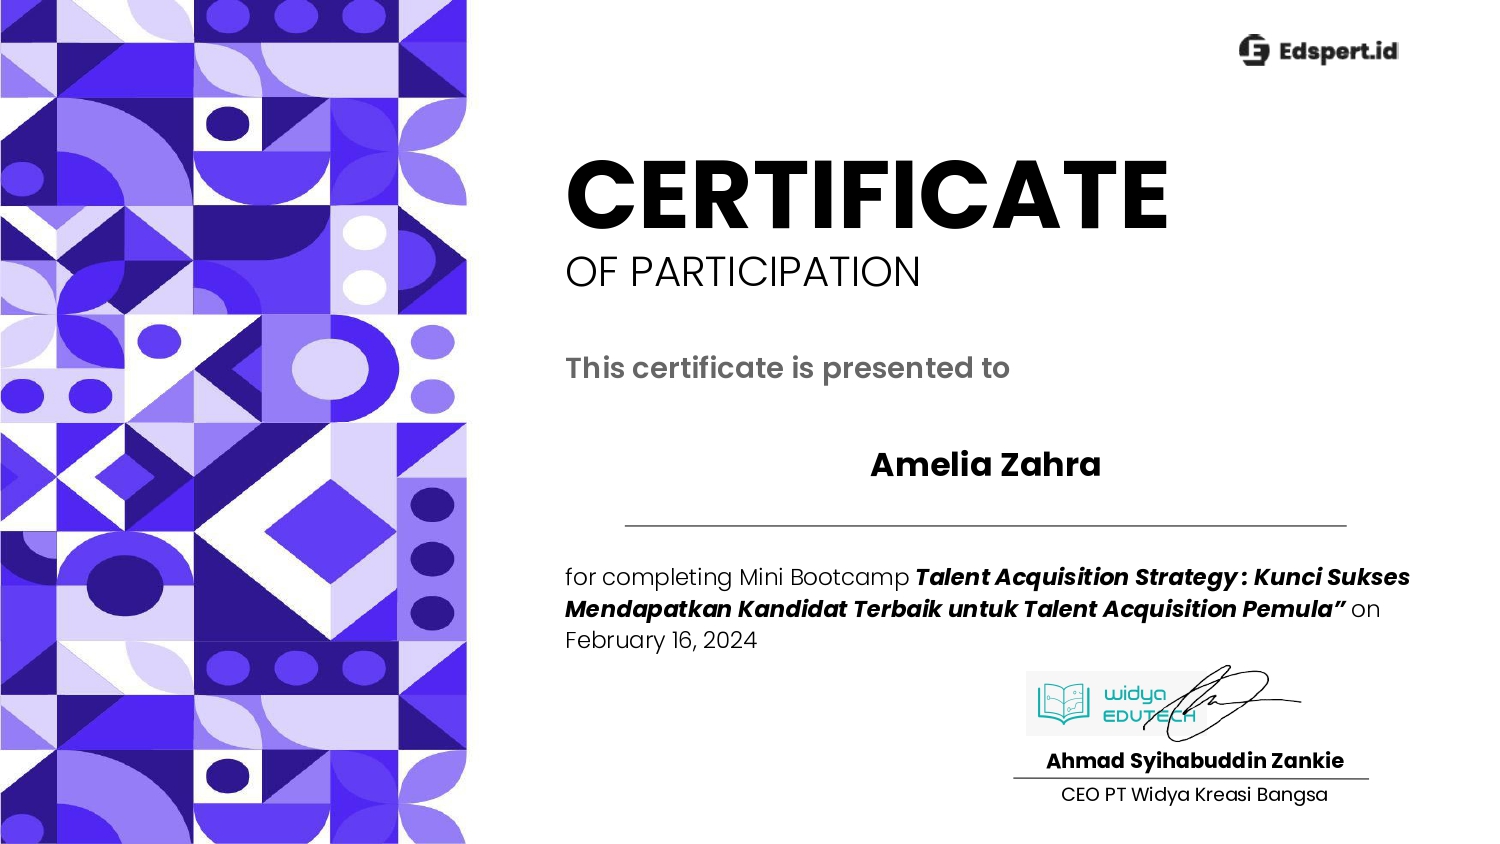 Edspert.id
CERTIFICATE
OF PARTICIPATION
This certificate is presented to
Amelia Zahra
for completing Mini Bootcamp Talent Acquisition Strategy : Kunci Sukses
Mendapatkan Kandidat Terbaik untuk Talent Acquisition Pemula” on
February 16, 2024
widya
EDUTECH
Ahmad Syihabuddin Zankie
CEO PT Widya Kreasi Bangsa